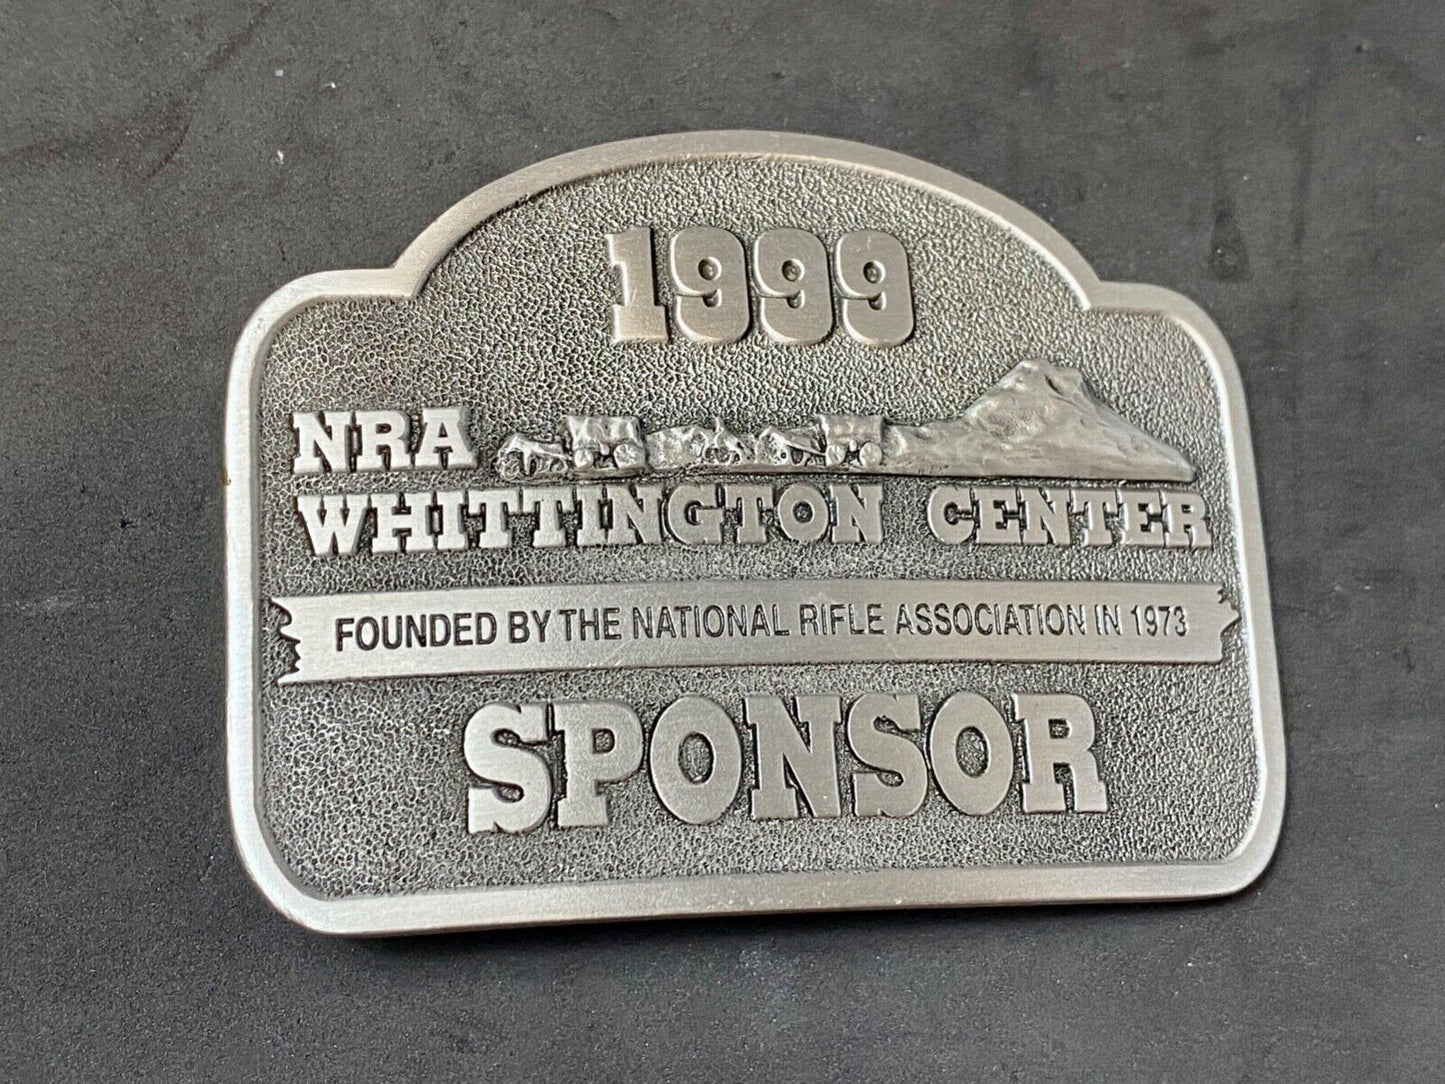 1999
NRA
WHITTINGTON CENTER
FOUNDED BY THE NATIONAL RIFLE ASSOCIATION IN 1973
SPONSOR